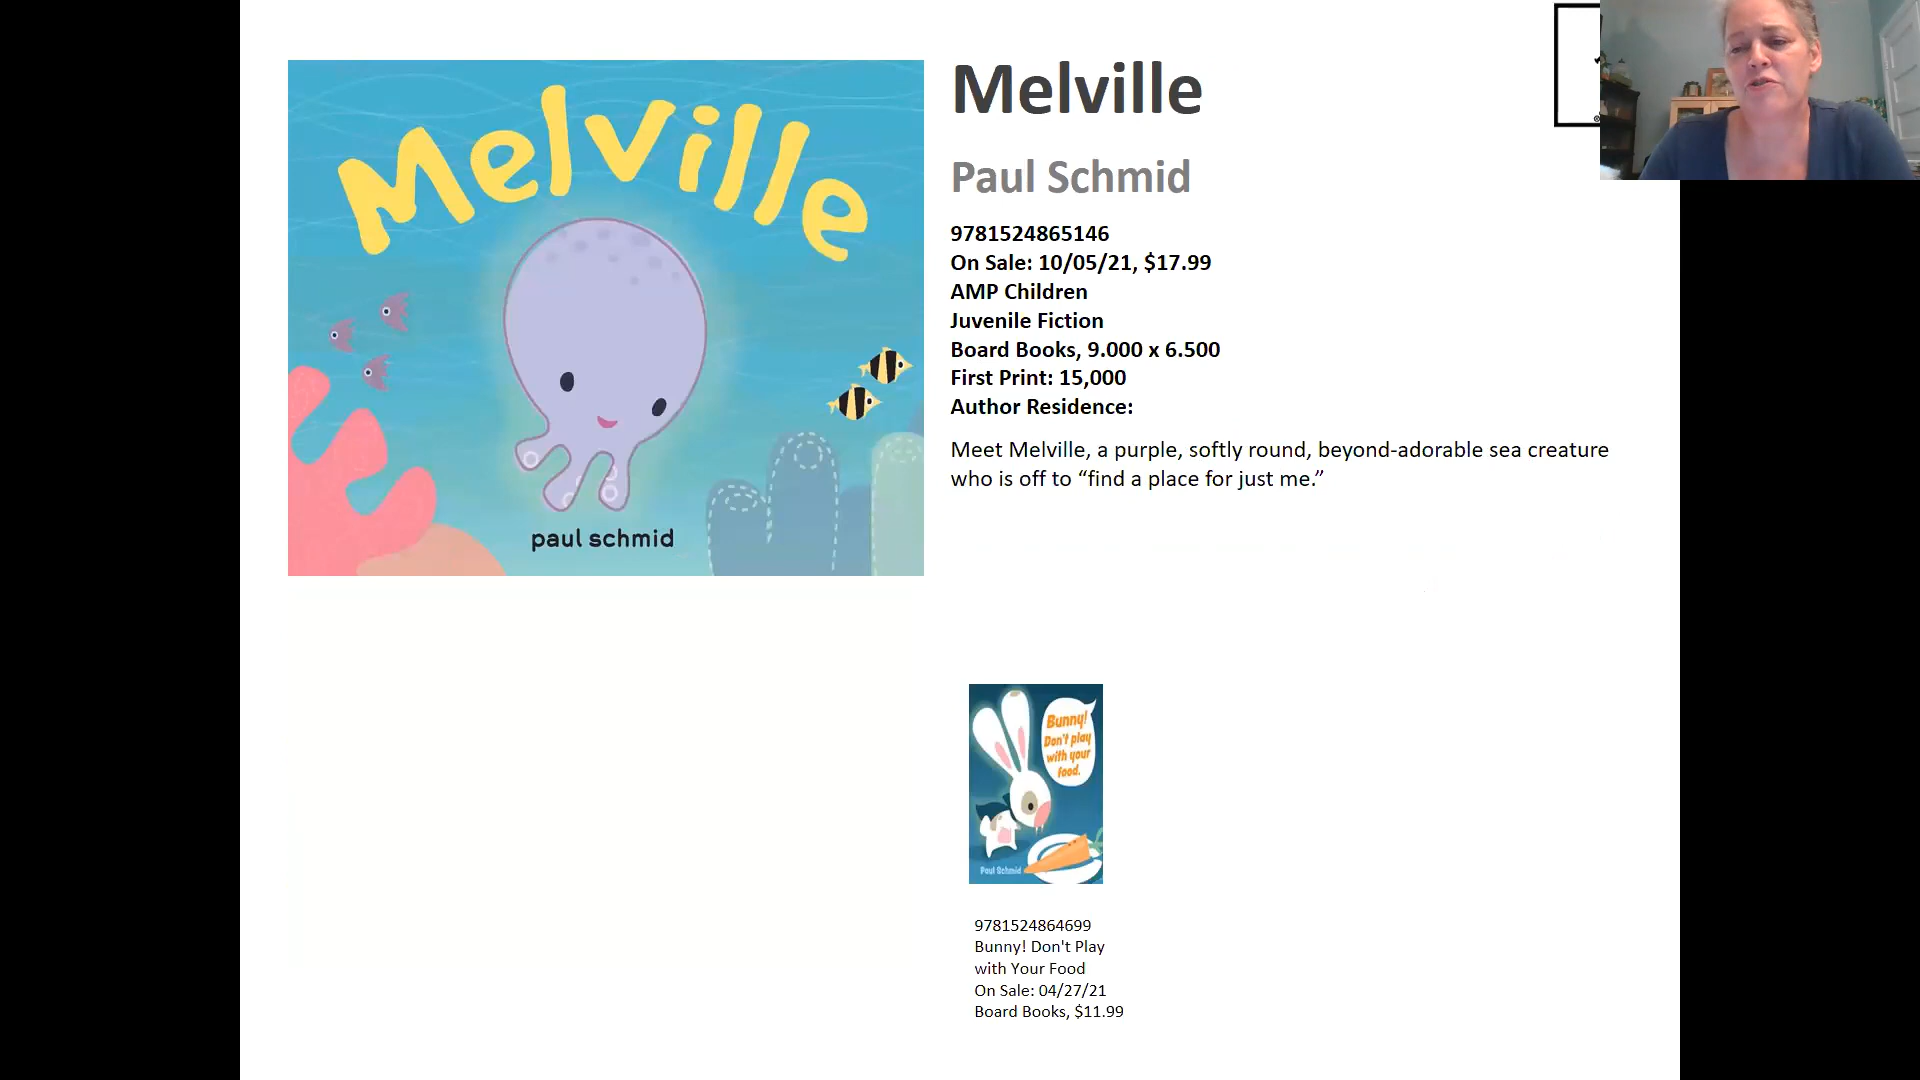 Melville
paul schmid
Melville
Paul Schmid
9781524865146
On Sale: 10/05/21, $17.99
AMP Children
Juvenile Fiction
Board Books, 9.000 x 6.500
First Print: 15,000
Author Residence:
Meet Melville, a purple, softly round, beyond-adorable sea creature
who is off to “find a place for just me.”
Bunny!
Don't play
with your
food.
Paul Schmid
9781524864699
Bunny! Don't Play
with Your Food
On Sale: 04/27/21
Board Books, $11.99